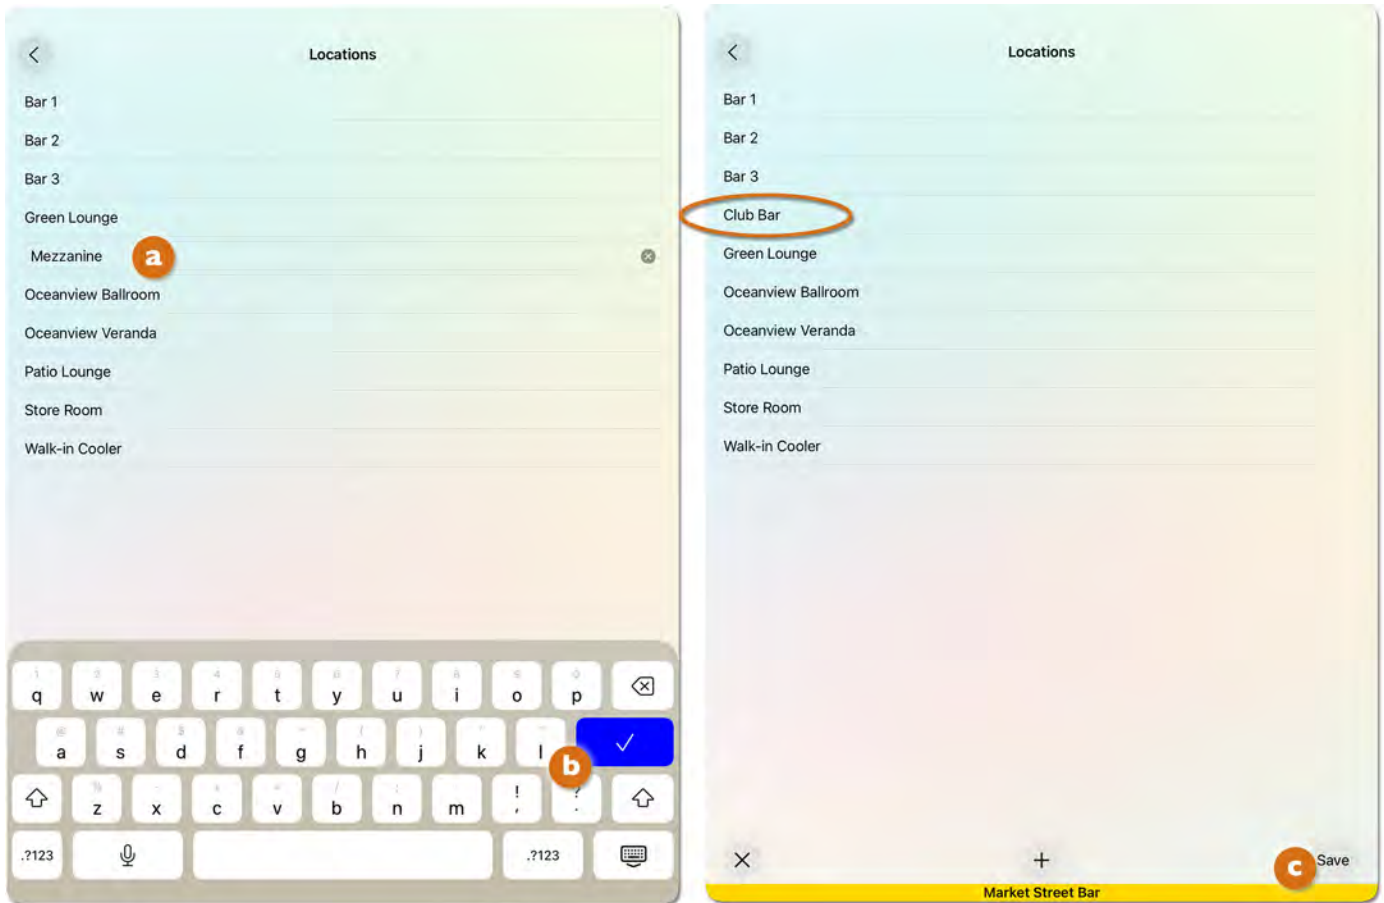 Locations
Bar 1
Bar 2
Bar 3
Green Lounge
Mezzanine a
Oceanview Ballroom
Oceanview Veranda
Patio Lounge
Store Room
Walk-in Cooler
q w e r t y u i o p
a s d f g h j k l
b
z x c v b n m ! , ? .
.?123 .?123
Locations
Bar 1
Bar 2
Bar 3
Club Bar
Green Lounge
Oceanview Ballroom
Oceanview Veranda
Patio Lounge
Store Room
Walk-in Cooler
+ c Save
Market Street Bar